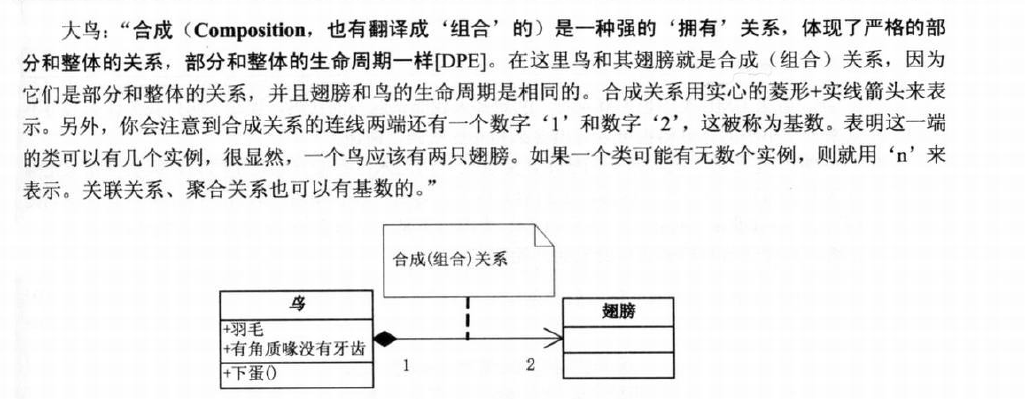 大鸟：“合成（Composition，也有翻译成‘组合’的）是一种强的‘拥有’关系，体现了严格的部
分和整体的关系，部分和整体的生命周期一样[DPE]。在这里鸟和其翅膀就是合成（组合）关系，因为
它们是部分和整体的关系，并且翅膀和鸟的生命周期是相同的。合成关系用实心的菱形+实线箭头来表
示。另外，你会注意到合成关系的连线两端还有一个数字‘1’和数字‘2’，这被称为基数。表明这一端
的类可以有几个实例，很显然，一个鸟应该有两只翅膀。如果一个类可能有无数个实例，则就用‘n’来
表示。关联关系、聚合关系也可以有基数的。”
合成(组合)关系
鸟
翅膀
+羽毛
+有角质喙没有牙齿
+下蛋()
1
2